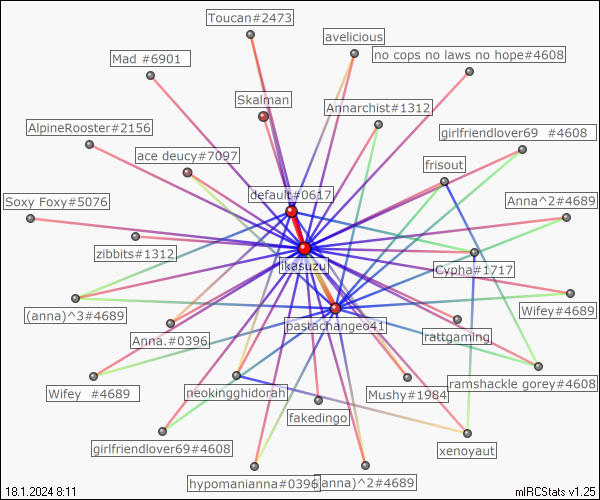 Toucan#2473
avelicious
no cops no laws no hope#4608
Mad #6901
Skalman
Annarchist#1312
AlpineRooster#2156
girlfriendlover69 #4608
ace deucy#7097
frisout
default#0617
Soxy Foxy#5076
Anna^2#4689
zibbits#1312
jkasuzu
Cypha#1717
(anna)^3#4689
pastachangeo41
Wifey#4689
Anna.#0396
rattgaming
Wifey #4689
neokingghidorah
Mushy#1984
ramshackle gorey#4608
fakedingo
girlfriendlover69#4608
xenoyaut
hypomanianna#0396
(anna)^2#4689
18.1.2024 8:11
mIRCStats v1.25